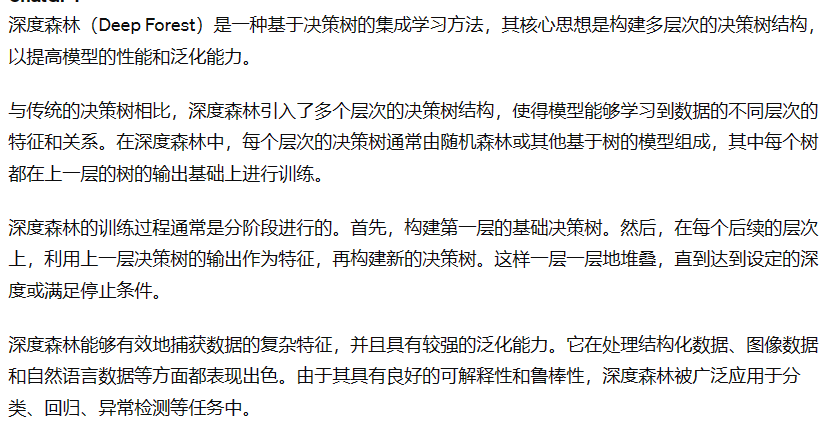 深度森林（Deep Forest）是一种基于决策树的集成学习方法，其核心思想是构建多层次的决策树结构，
以提高模型的性能和泛化能力。
与传统的决策树相比，深度森林引入了多个层次的决策树结构，使得模型能够学习到数据的不同层次的
特征和关系。在深度森林中，每个层次的决策树通常由随机森林或其他基于树的模型组成，其中每个树
都在上一层的树的输出基础上进行训练。
深度森林的训练过程通常是分阶段进行的。首先，构建第一层的基础决策树。然后，在每个后续的层次
上，利用上一层决策树的输出作为特征，再构建新的决策树。这样一层一层地堆叠，直到达到设定的深
度或满足停止条件。
深度森林能够有效地捕获数据的复杂特征，并且具有较强的泛化能力。它在处理结构化数据、图像数据
和自然语言数据等方面都表现出色。由于其具有良好的可解释性和鲁棒性，深度森林被广泛应用于分
类、回归、异常检测等任务中。